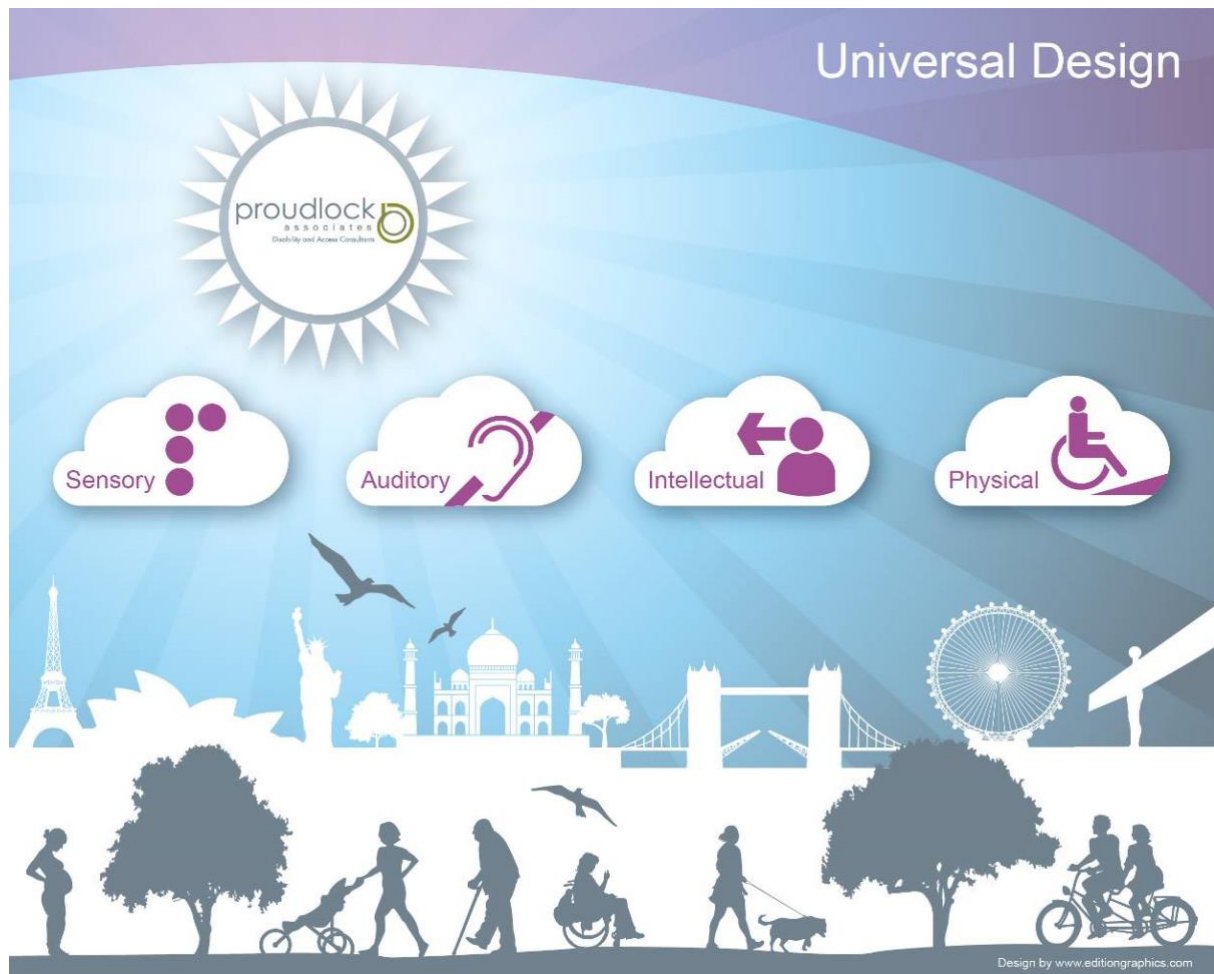 Universal Design
proudlock
associates
Disability and Access Consultants
Sensory
Auditory
Intellectual
Physical
Design by www.editiongraphics.com